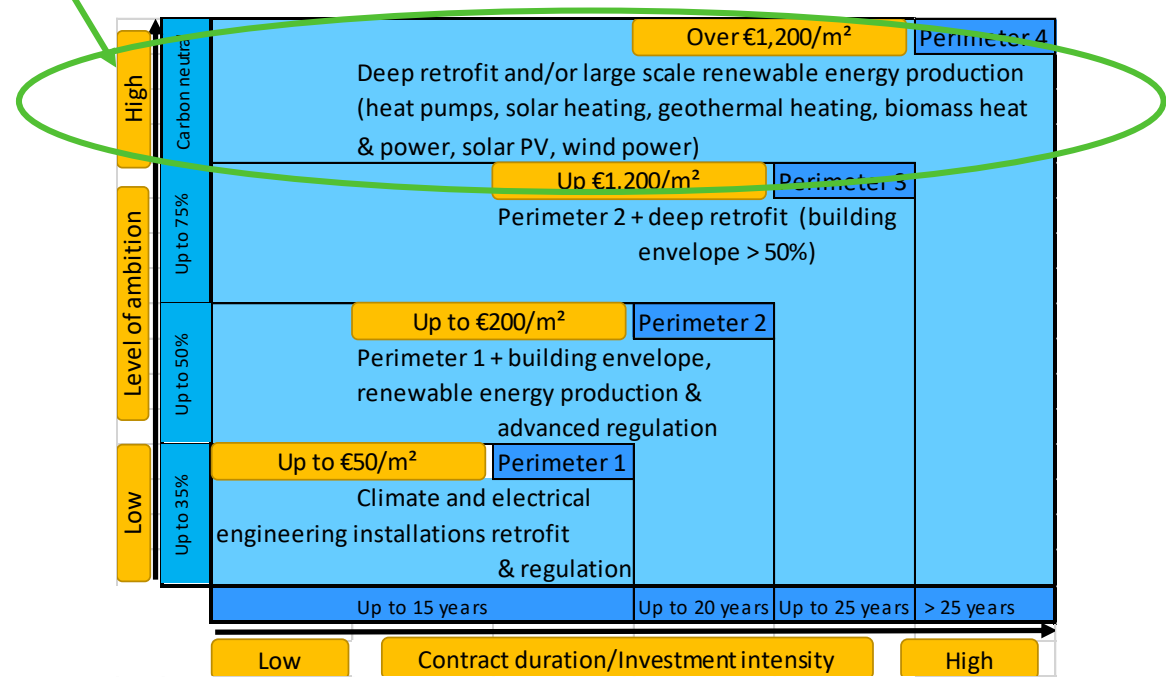 Over €1,200/m²
Perimeter 4
Deep retrofit and/or large scale renewable energy production
(heat pumps, solar heating, geothermal heating, biomass heat
& power, solar PV, wind power)
High
Carbon neutral
Up €1,200/m²
Perimeter 3
Perimeter 2 + deep retrofit (building
envelope > 50%)
Level of ambition
Up to 75%
Up to €200/m²
Perimeter 2
Perimeter 1 + building envelope,
renewable energy production &
advanced regulation
Up to 50%
Up to €50/m²
Perimeter 1
Climate and electrical
engineering installations retrofit
& regulation
Low
Up to 35%
Up to 15 years
Up to 20 years
Up to 25 years
> 25 years
Low
Contract duration/Investment intensity
High